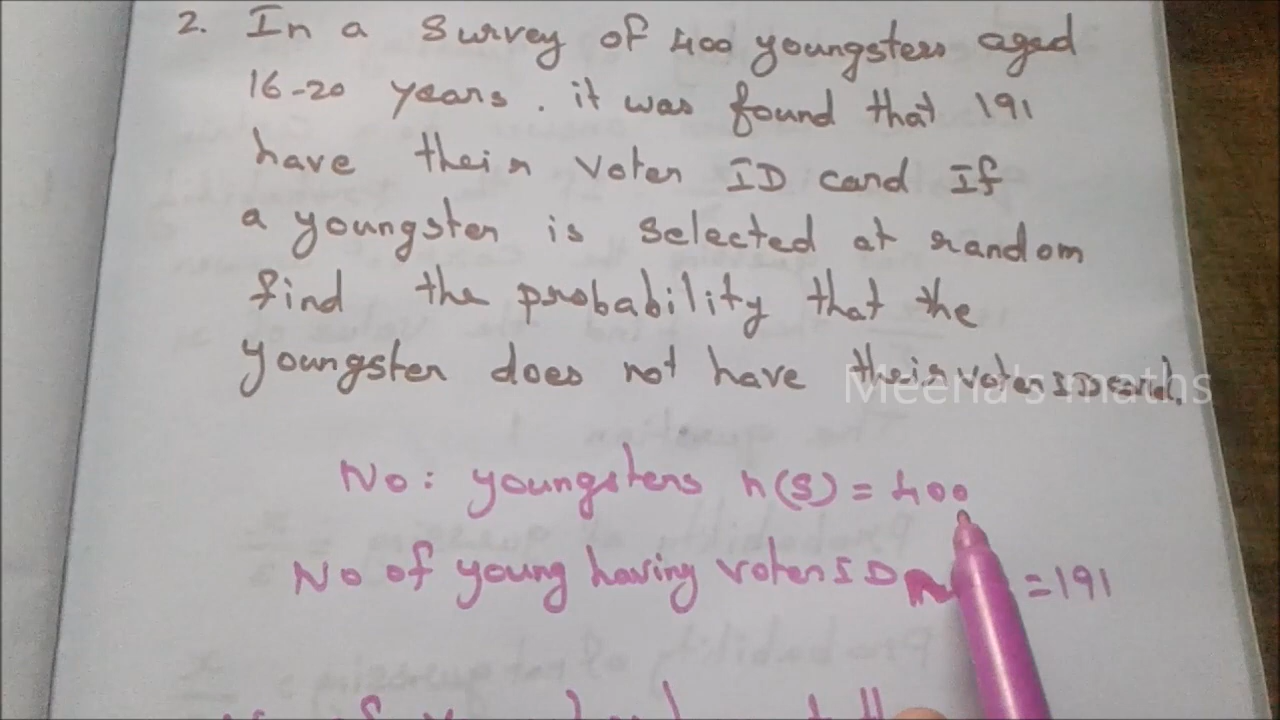 2. In a survey of 400 youngsters aged
16-20 years. it was found that 191
have their voter ID card If
a youngster is selected at random
find the probability that the
youngster does not have their voter ID card.
Meena's maths
No: youngsters n(S) = 400
No of young having voter ID = 191